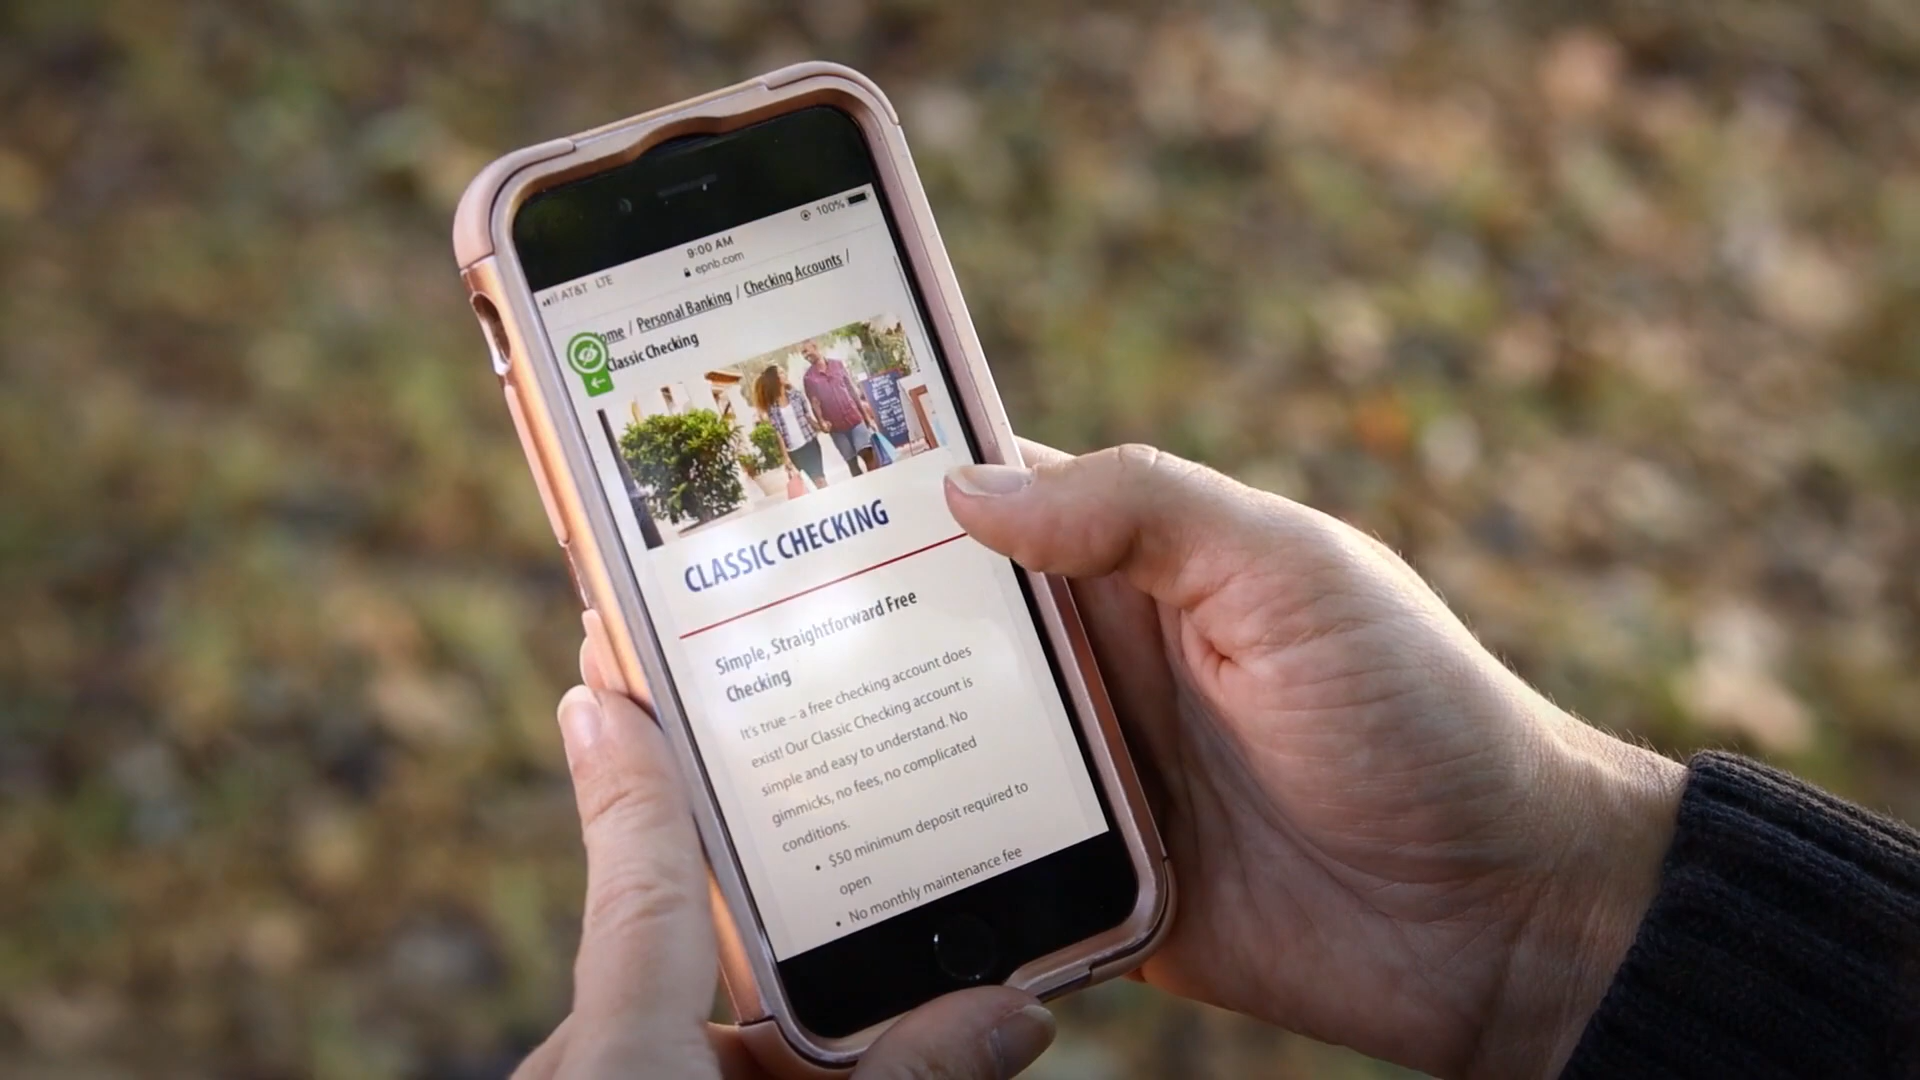 100%
9:00 AM
AT&T LTE
epnb.com
ome / Personal Banking / Checking Accounts /
Classic Checking
CLASSIC CHECKING
Simple, Straightforward Free
Checking
It's true – a free checking account does
exist! Our Classic Checking account is
simple and easy to understand. No
gimmicks, no fees, no complicated
conditions.
• $50 minimum deposit required to
open
• No monthly maintenance fee